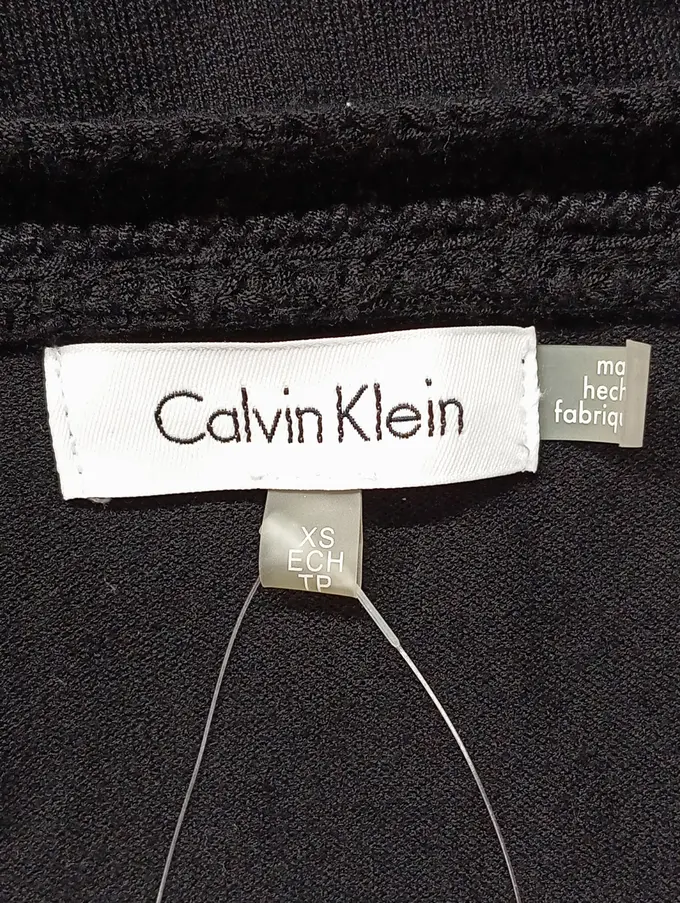 Calvin Klein
ma
hech
fabriqu
XS
ECH
TP